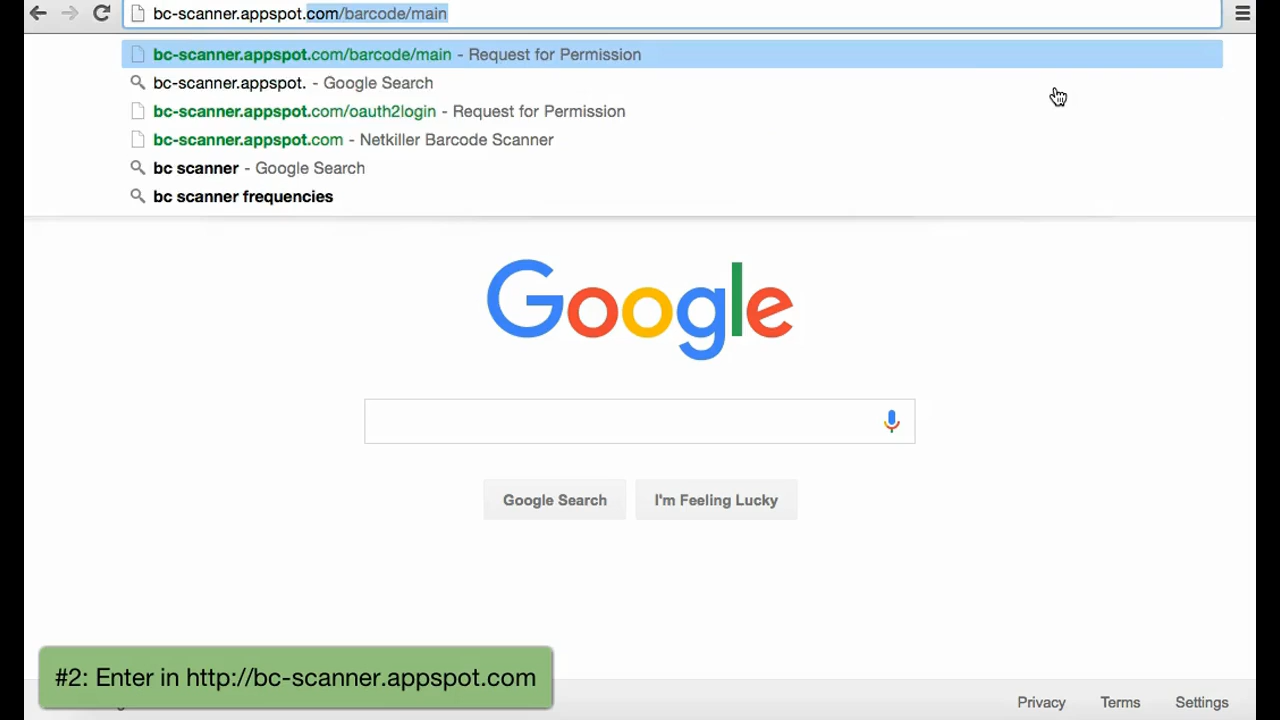 bc-scanner.appspot.com/barcode/main
bc-scanner.appspot.com/barcode/main - Request for Permission
bc-scanner.appspot. - Google Search
bc-scanner.appspot.com/oauth2login - Request for Permission
bc-scanner.appspot.com - Netkiller Barcode Scanner
bc scanner - Google Search
bc scanner frequencies
Google
Google Search I'm Feeling Lucky
#2: Enter in http://bc-scanner.appspot.com
Privacy Terms Settings